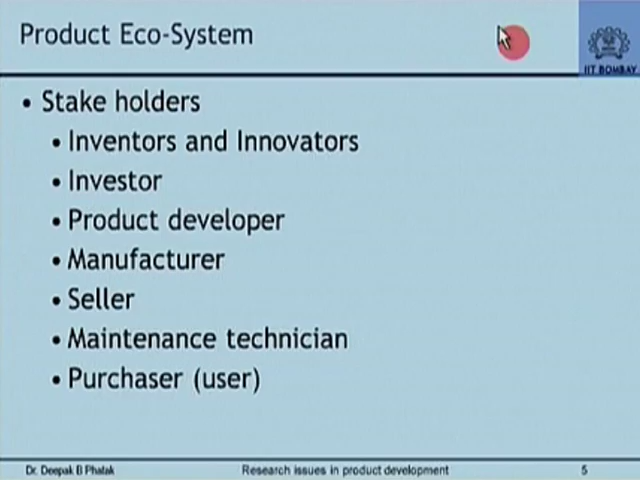 Product Eco-System
IIT BOMBAY
• Stake holders
• Inventors and Innovators
• Investor
• Product developer
• Manufacturer
• Seller
• Maintenance technician
• Purchaser (user)
Dr. Deepak B Phatak Research issues in product development 5